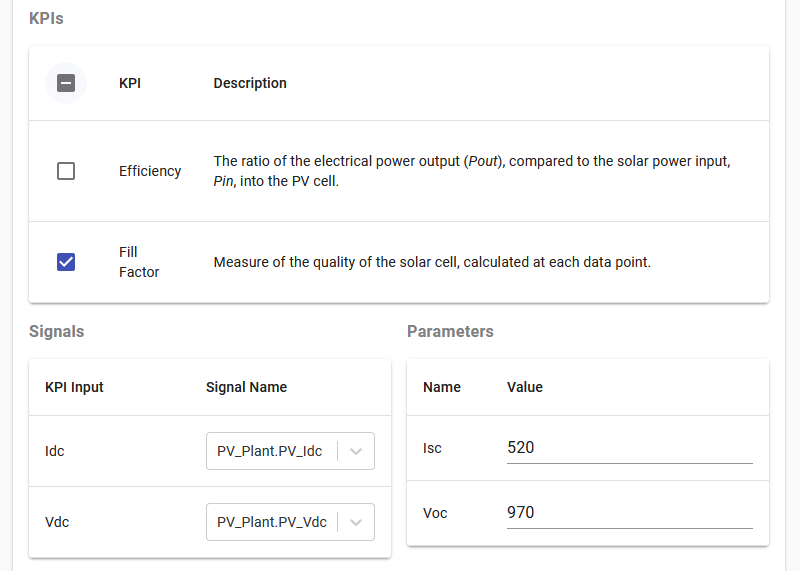 KPIs
KPI Description
Efficiency
The ratio of the electrical power output (Pout), compared to the solar power input,
Pin, into the PV cell.
Fill
Factor
Measure of the quality of the solar cell, calculated at each data point.
Signals
KPI Input Signal Name
Idc PV_Plant.PV_Idc
Vdc PV_Plant.PV_Vdc
Parameters
Name Value
Isc 520
Voc 970